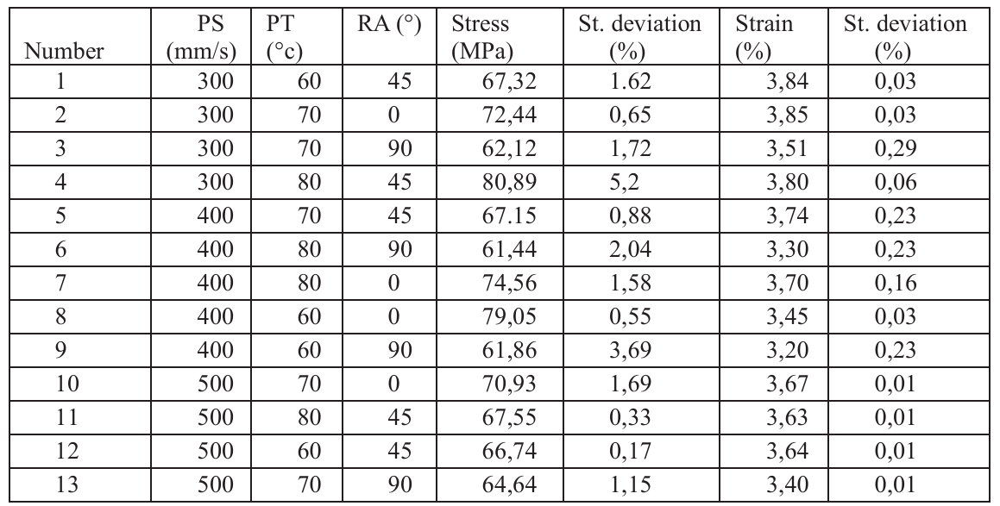 Number PS (mm/s) PT (°c) RA (°) Stress (MPa) St. deviation (%) Strain (%) St. deviation (%)
1 300 60 45 67,32 1.62 3,84 0,03
2 300 70 0 72,44 0,65 3,85 0,03
3 300 70 90 62,12 1,72 3,51 0,29
4 300 80 45 80,89 5,2 3,80 0,06
5 400 70 45 67.15 0,88 3,74 0,23
6 400 80 90 61,44 2,04 3,30 0,23
7 400 80 0 74,56 1,58 3,70 0,16
8 400 60 0 79,05 0,55 3,45 0,03
9 400 60 90 61,86 3,69 3,20 0,23
10 500 70 0 70,93 1,69 3,67 0,01
11 500 80 45 67,55 0,33 3,63 0,01
12 500 60 45 66,74 0,17 3,64 0,01
13 500 70 90 64,64 1,15 3,40 0,01